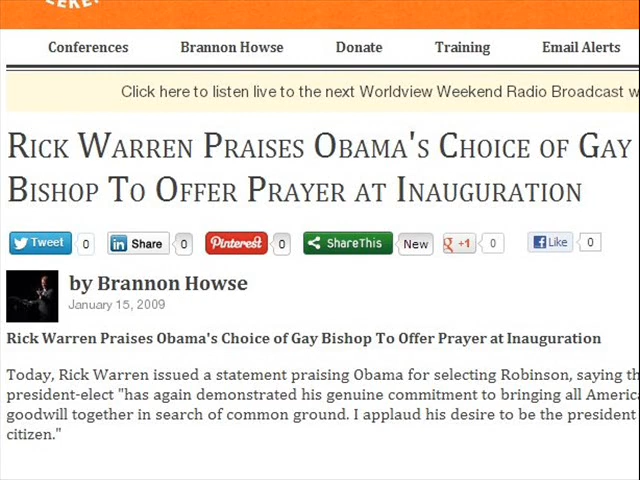 Conferences Brannon Howse Donate Training Email Alerts
Click here to listen live to the next Worldview Weekend Radio Broadcast w
RICK WARREN PRAISES OBAMA'S CHOICE OF GAY
BISHOP TO OFFER PRAYER AT INAUGURATION
Tweet 0 in Share 0 Pinterest 0 ShareThis New g +1 0 f Like 0
by Brannon Howse
January 15, 2009
Rick Warren Praises Obama's Choice of Gay Bishop To Offer Prayer at Inauguration
Today, Rick Warren issued a statement praising Obama for selecting Robinson, saying th
president-elect "has again demonstrated his genuine commitment to bringing all America
goodwill together in search of common ground. I applaud his desire to be the president
citizen."